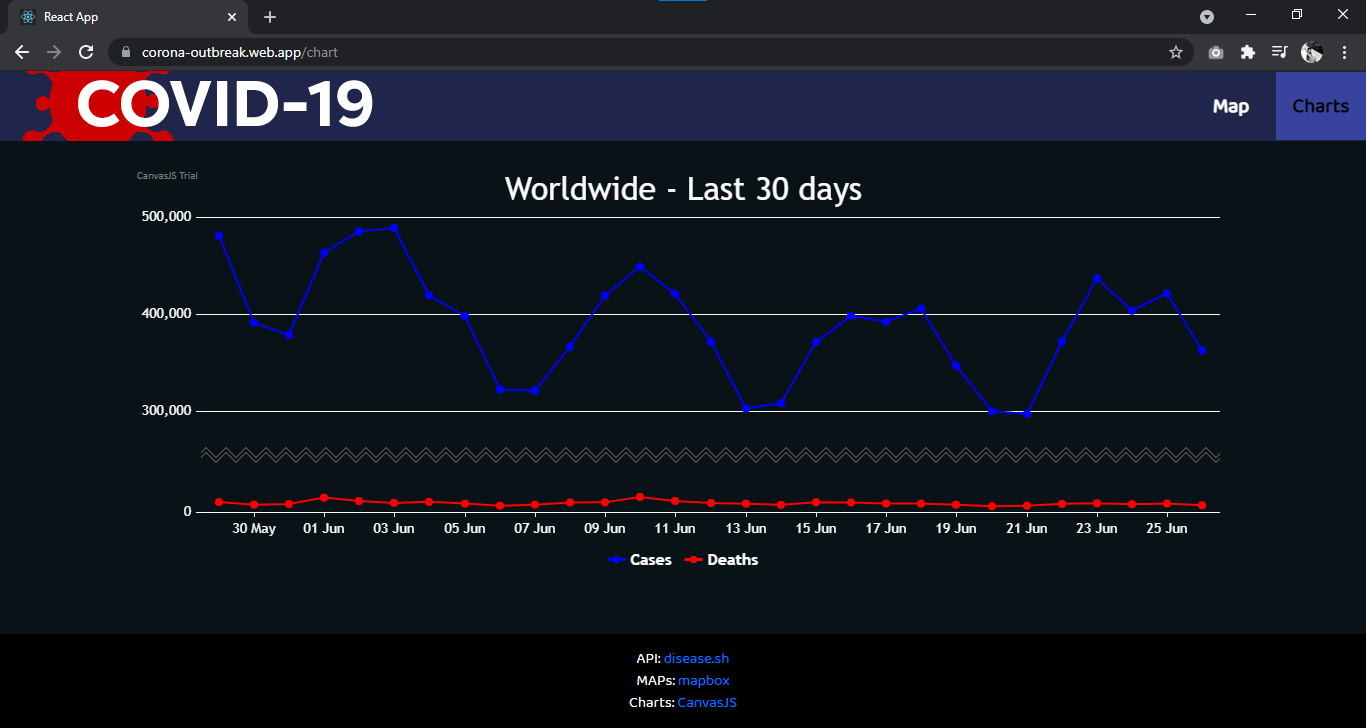 React App
corona-outbreak.web.app/chart
COVID-19
Map
Charts
CanvasJS Trial
Worldwide - Last 30 days
500,000
400,000
300,000
0
30 May 01 Jun 03 Jun 05 Jun 07 Jun 09 Jun 11 Jun 13 Jun 15 Jun 17 Jun 19 Jun 21 Jun 23 Jun 25 Jun
Cases Deaths
API: disease.sh
MAPs: mapbox
Charts: CanvasJS